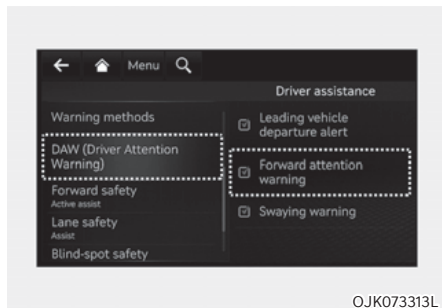 Menu
Driver assistance
Warning methods
DAW (Driver Attention
Warning)
Forward safety
Active assist
Lane safety
Assist
Blind-spot safety
Leading vehicle
departure alert
Forward attention
warning
Swaying warning
OJK073313L